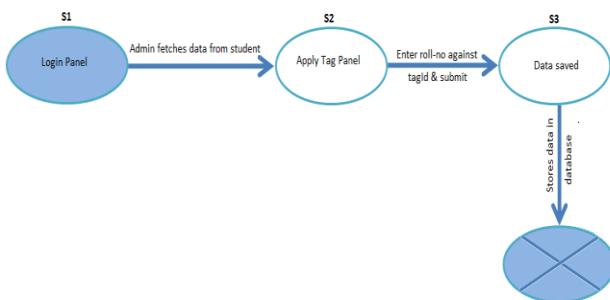 S1
S2
S3
Login Panel
Admin fetches data from student
Apply Tag Panel
Enter roll-no against
tagId & submit
Data saved
Stores data in
database